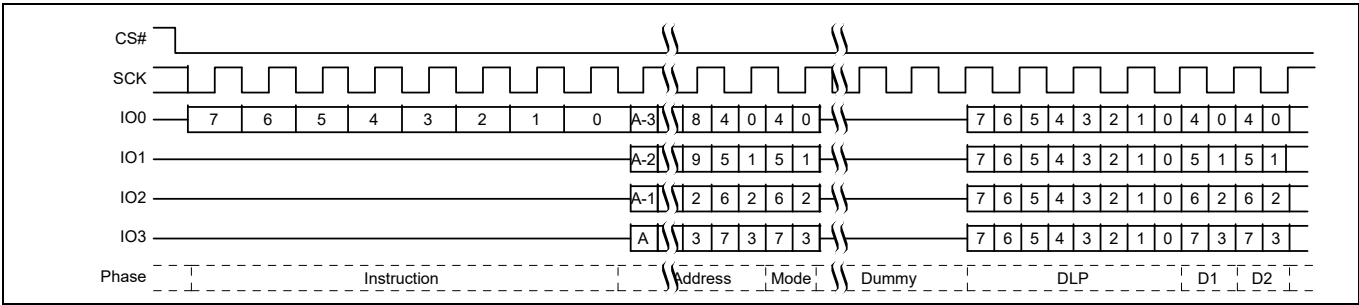 CS#
SCK
IO0 7 6 5 4 3 2 1 0 A-3 8 4 0 4 0 7 6 5 4 3 2 1 0 4 0 4 0
IO1 A-2 9 5 1 5 1 7 6 5 4 3 2 1 0 5 1 5 1
IO2 A-1 2 6 2 6 2 7 6 5 4 3 2 1 0 6 2 6 2
IO3 A 3 7 3 7 3 7 6 5 4 3 2 1 0 7 3 7 3
Phase Instruction Address Mode Dummy DLP D1 D2